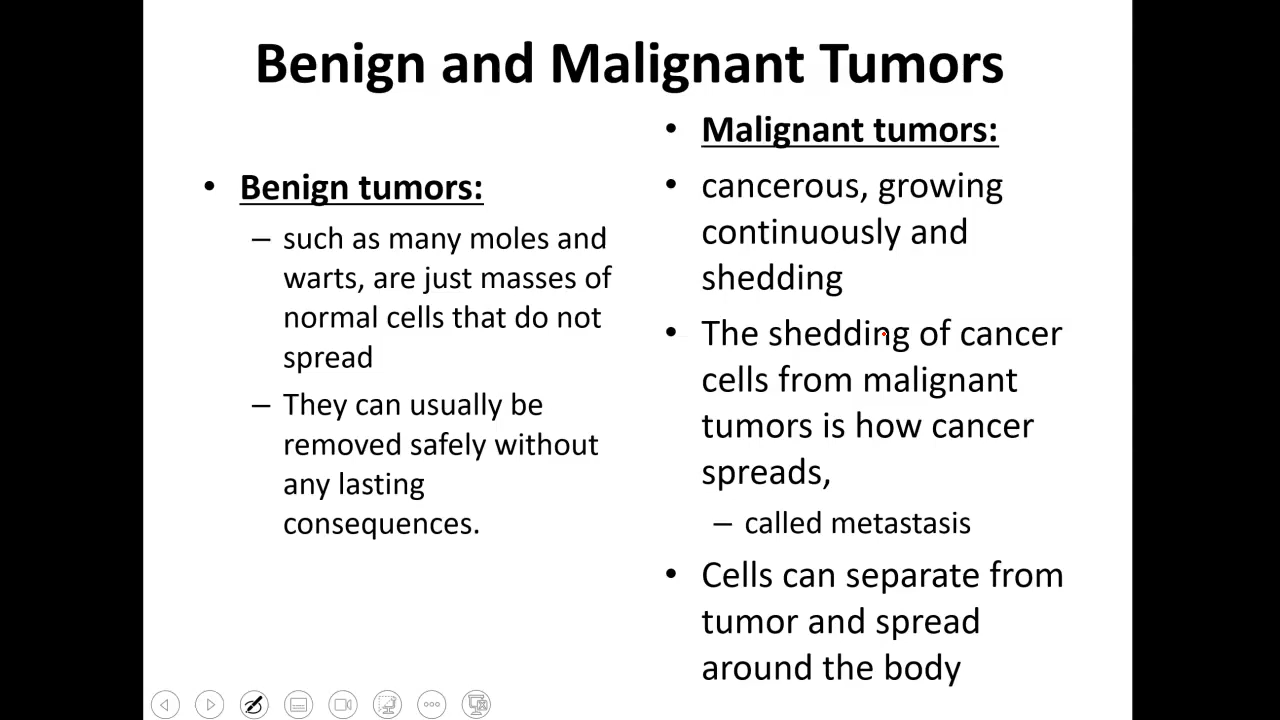 Benign and Malignant Tumors
• Benign tumors:
– such as many moles and
warts, are just masses of
normal cells that do not
spread
– They can usually be
removed safely without
any lasting
consequences.
• Malignant tumors:
• cancerous, growing
continuously and
shedding
• The shedding of cancer
cells from malignant
tumors is how cancer
spreads,
– called metastasis
• Cells can separate from
tumor and spread
around the body